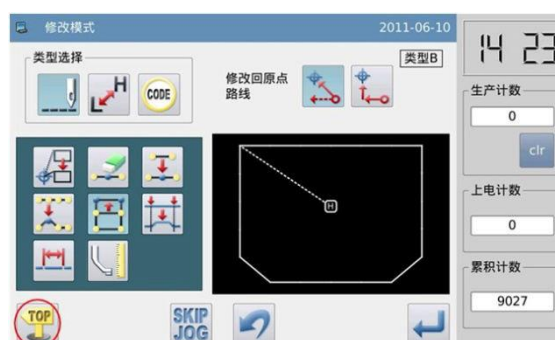 修改模式
2011-06-10
类型选择
H
L
CODE
修改回原点
路线
类型B
H
TOP
SKIP
JOG
14 23
生产计数
0
clr
上电计数
0
累积计数
9027